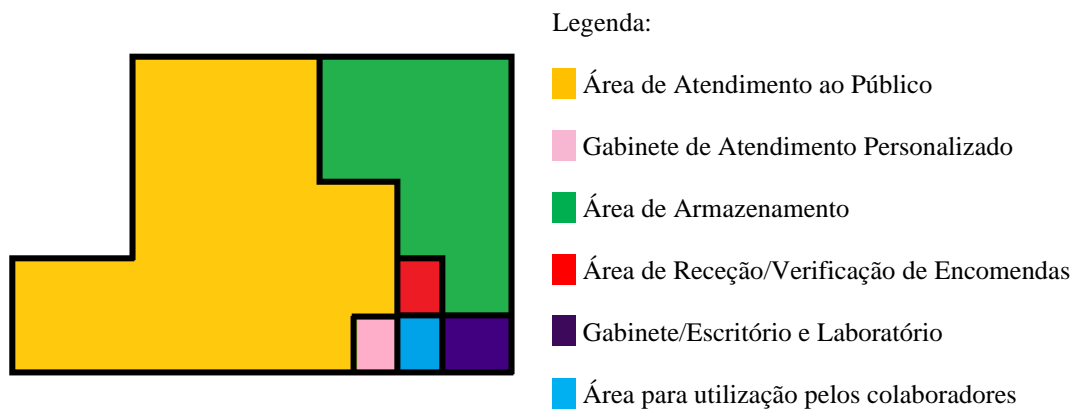 Legenda:
Área de Atendimento ao Público
Gabinete de Atendimento Personalizado
Área de Armazenamento
Área de Receção/Verificação de Encomendas
Gabinete/Escritório e Laboratório
Área para utilização pelos colaboradores